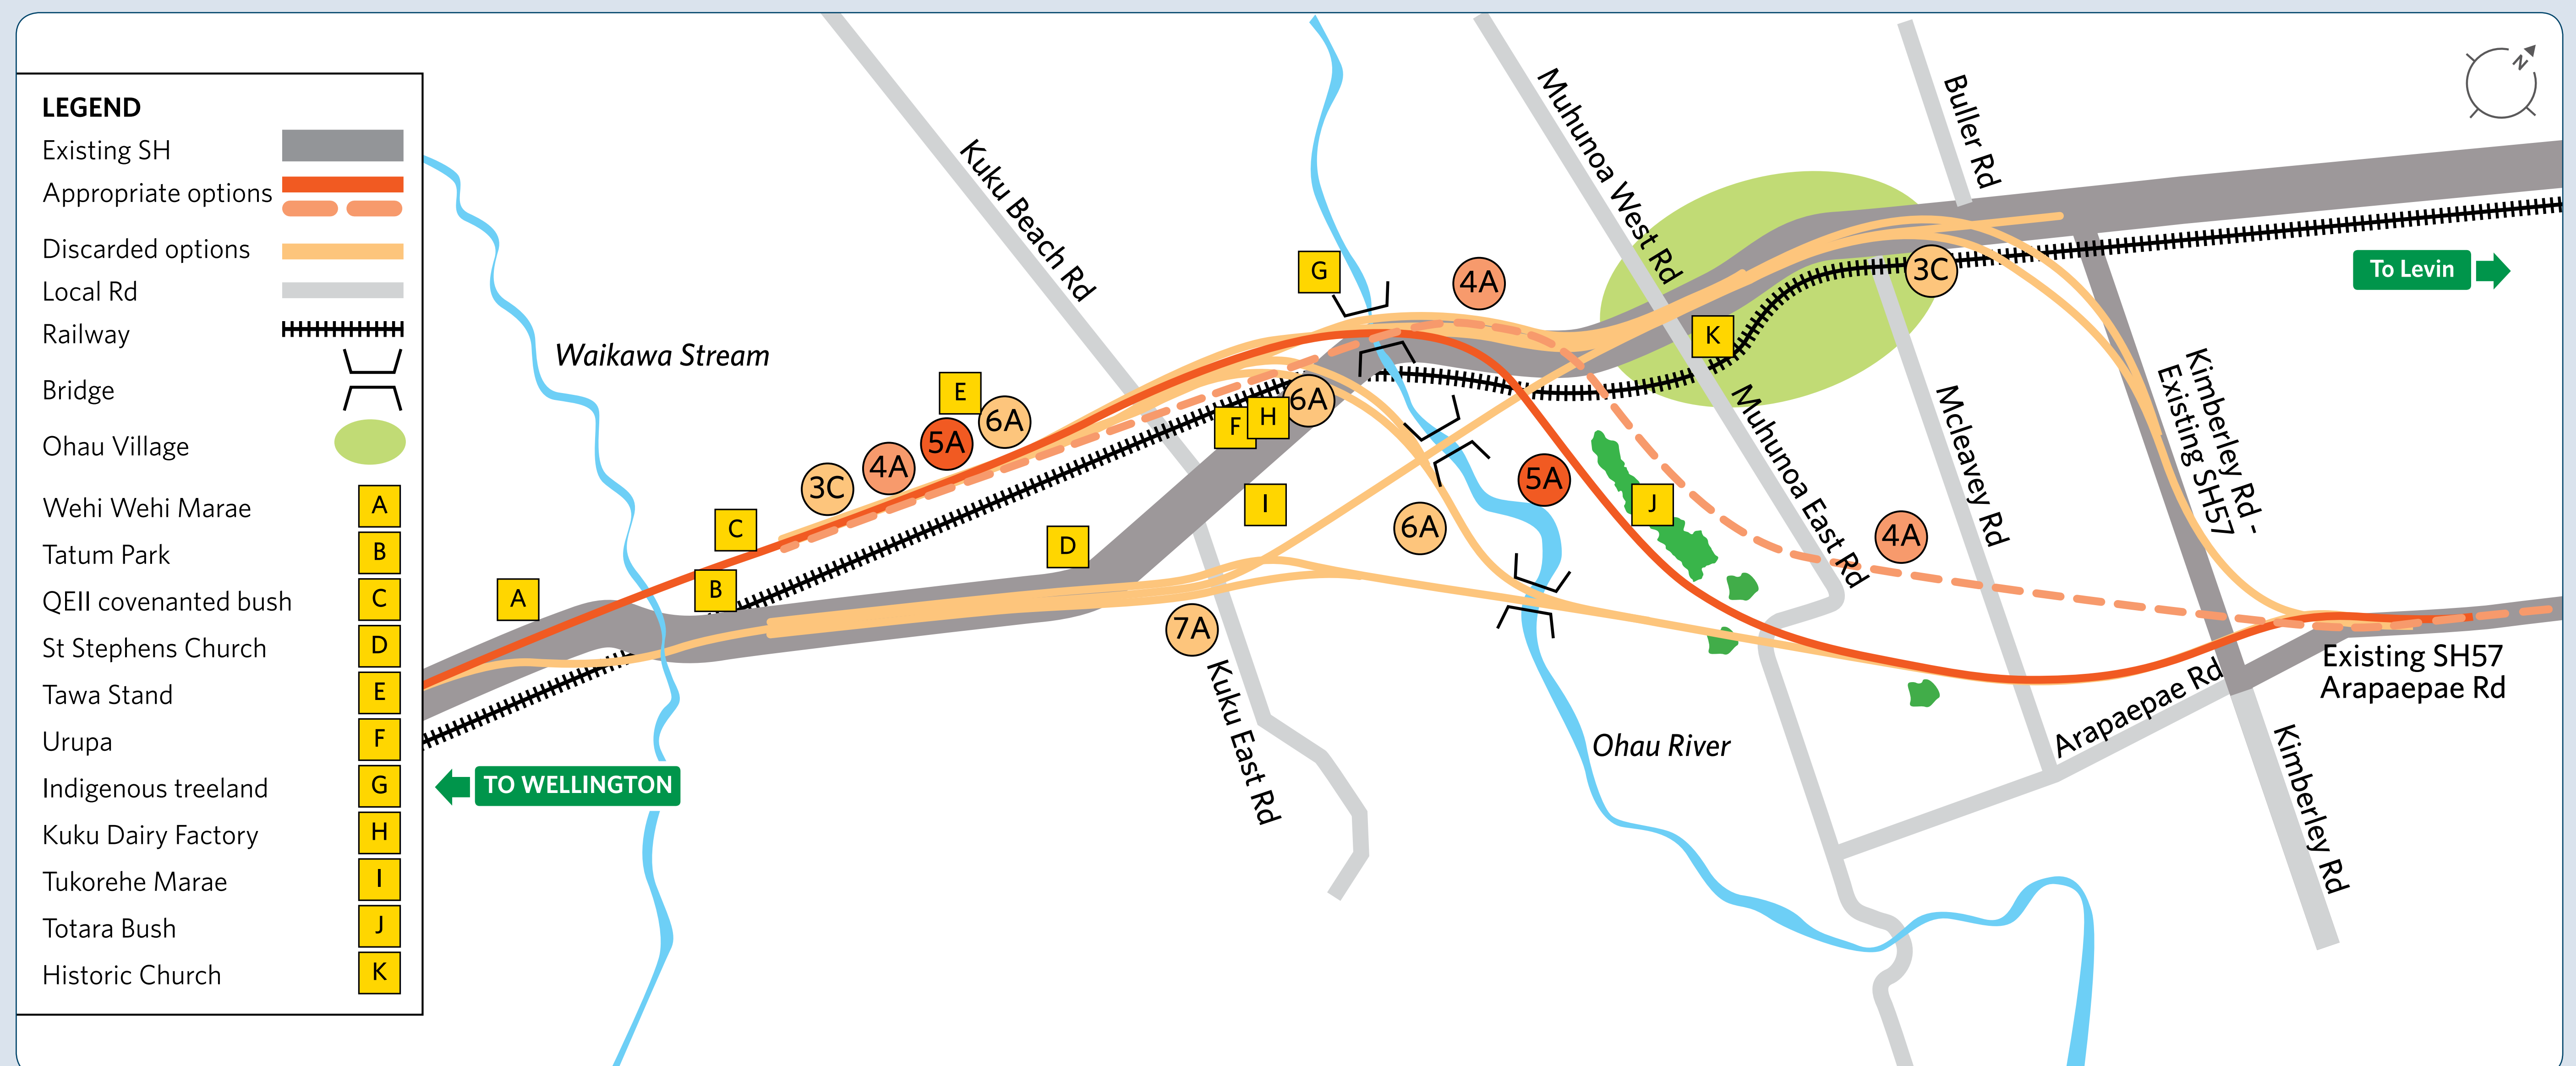 LEGEND
Existing SH
Appropriate options
Discarded options
Local Rd
Railway
Bridge
Ohau Village
Wehi Wehi Marae A
Tatum Park B
QEII covenanted bush C
St Stephens Church D
Tawa Stand E
Urupa F
Indigenous treeland G
Kuku Dairy Factory H
Tukorehe Marae I
Totara Bush J
Historic Church K
TO WELLINGTON
Waikawa Stream
A
B
C
3C
4A
5A
E
6A
D
Kuku Beach Rd
7A
Kuku East Rd
F
H
6A
I
G
4A
6A
5A
J
Ohau River
Muhunoa West Rd
K
Muhunoa East Rd
Buller Rd
3C
Mcleavey Rd
4A
Arapaepae Rd
Kimberley Rd -
Existing SH57
Existing SH57
Arapaepae Rd
Kimberley Rd
To Levin
N